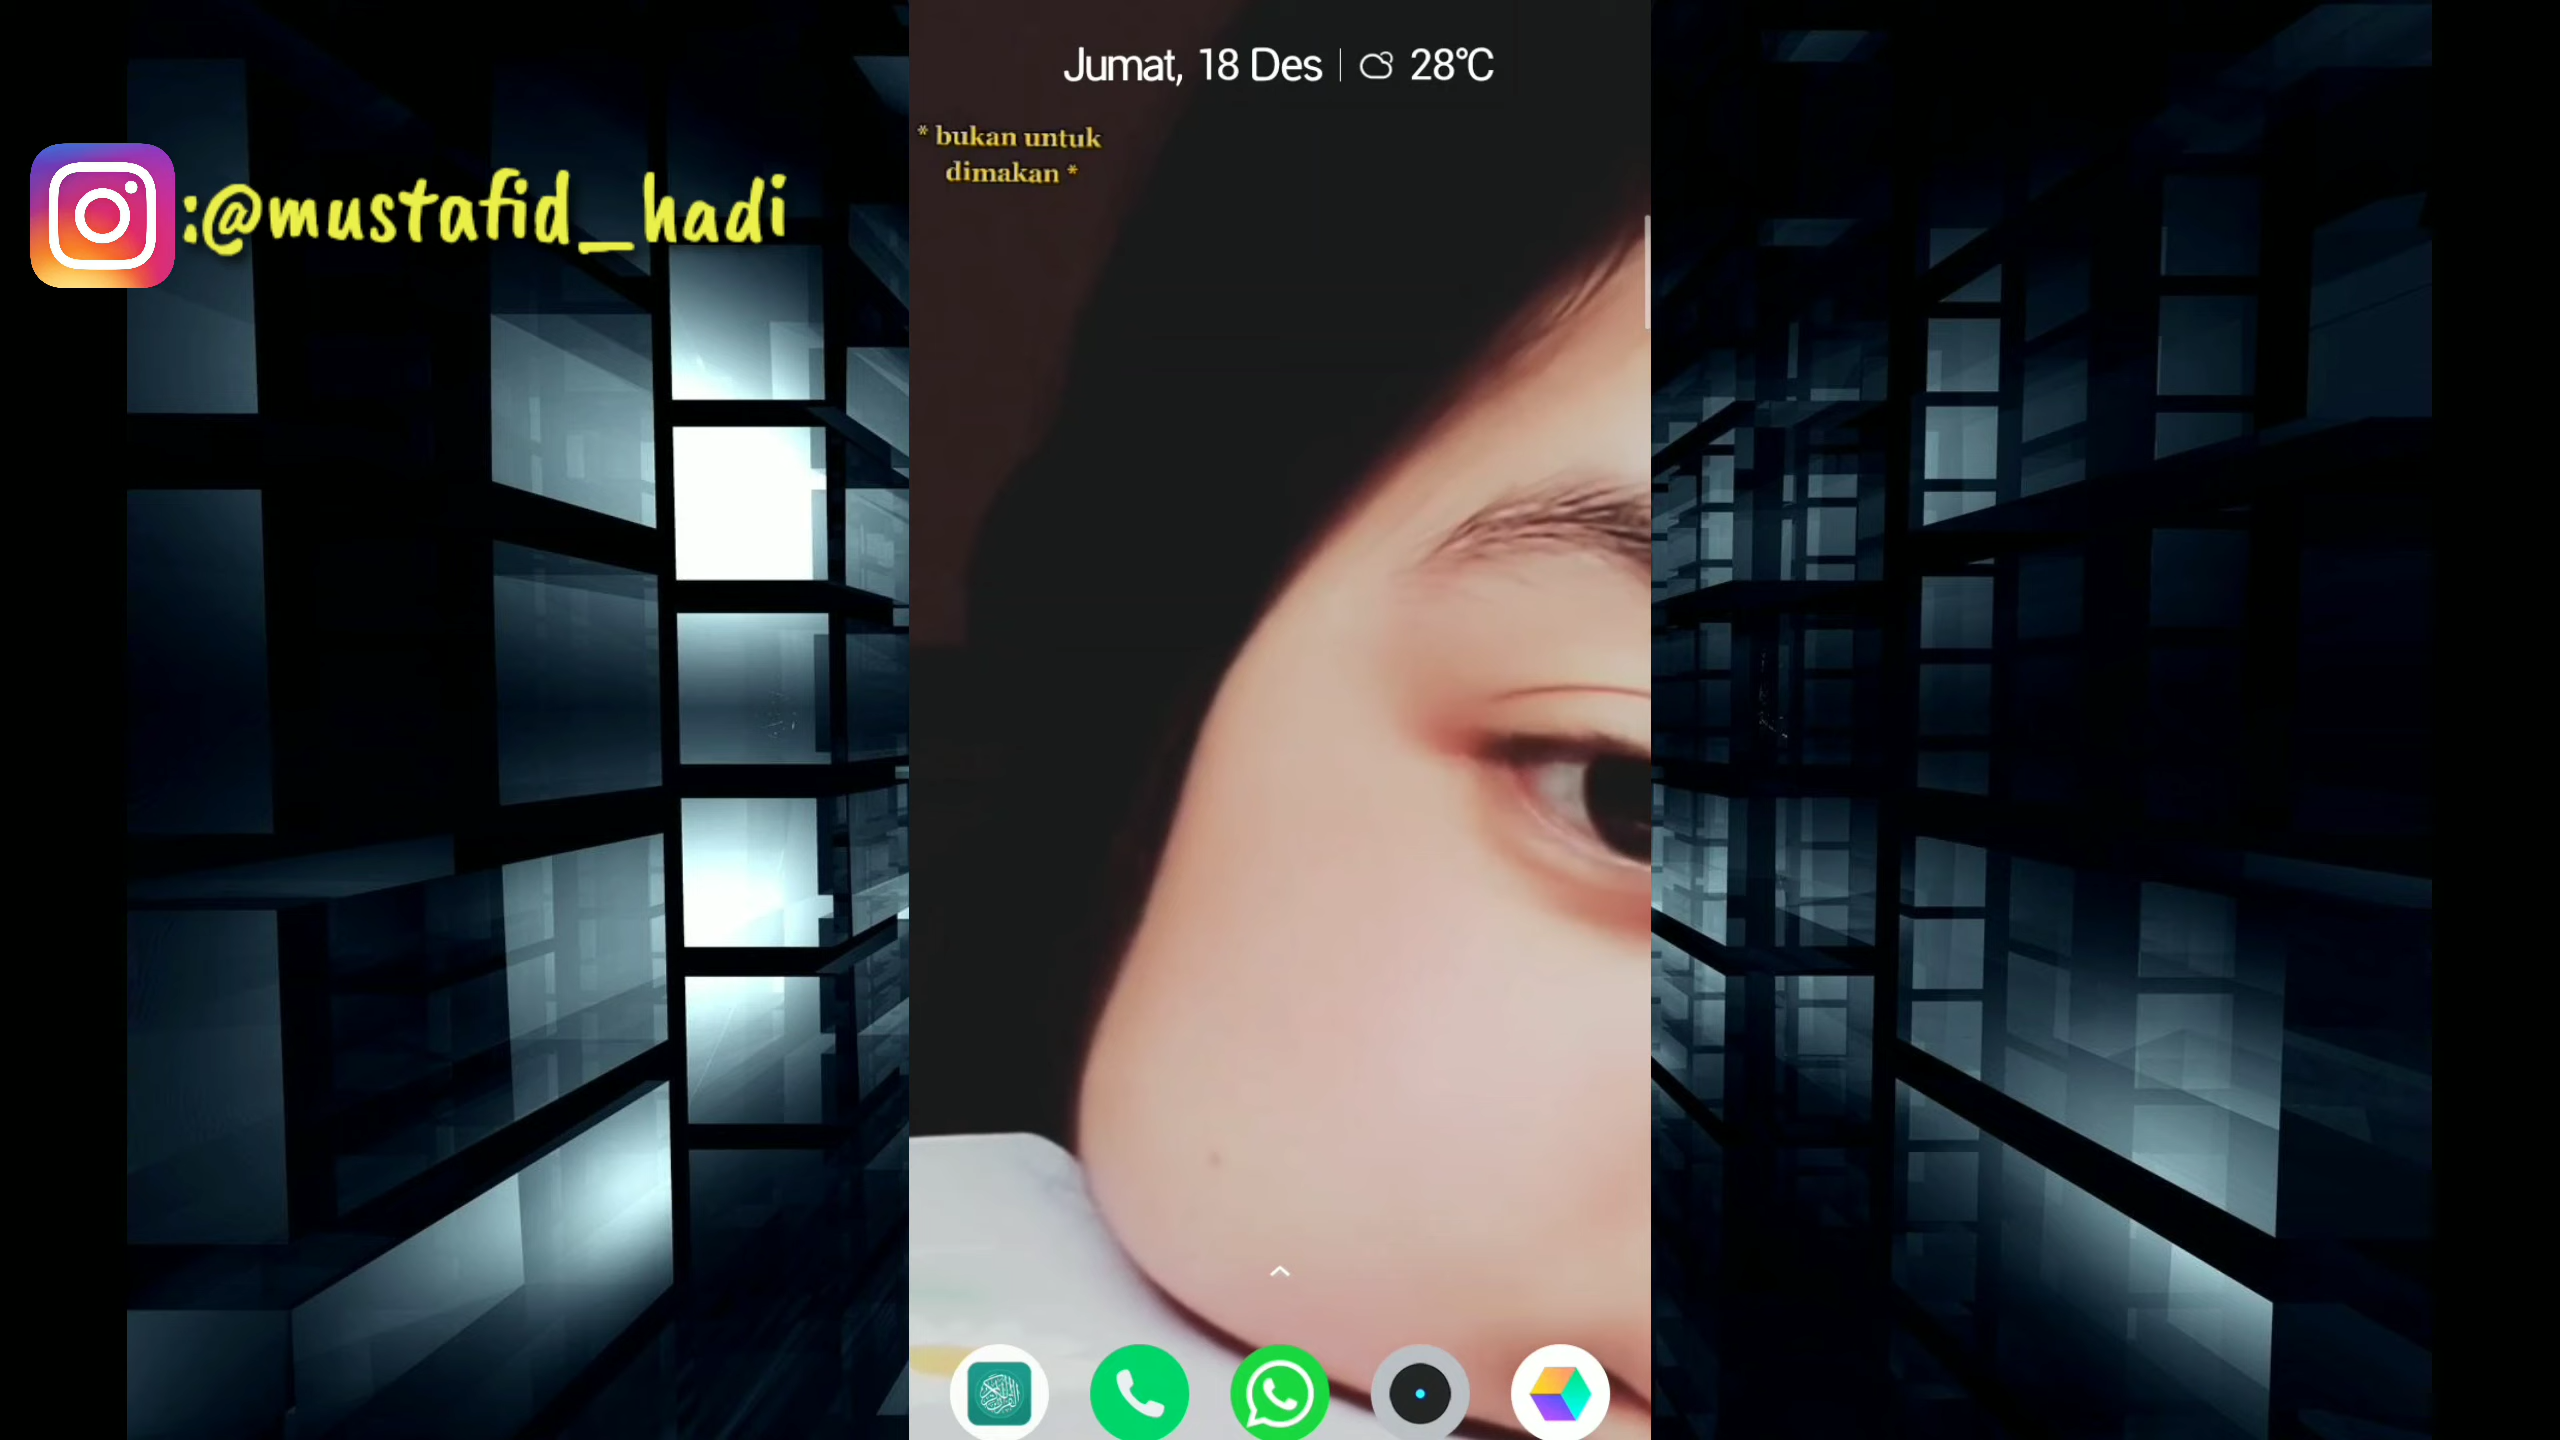 Jumat, 18 Des | 28°C
* bukan untuk
dimakan *
:@mustafid_hadi